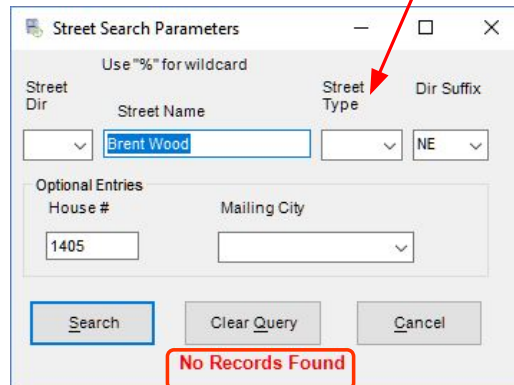 Street Search Parameters
Use "%" for wildcard
Street Dir
Street Name
Street Type
Dir Suffix
Brent Wood
NE
Optional Entries
House #
Mailing City
1405
Search
Clear Query
Cancel
No Records Found